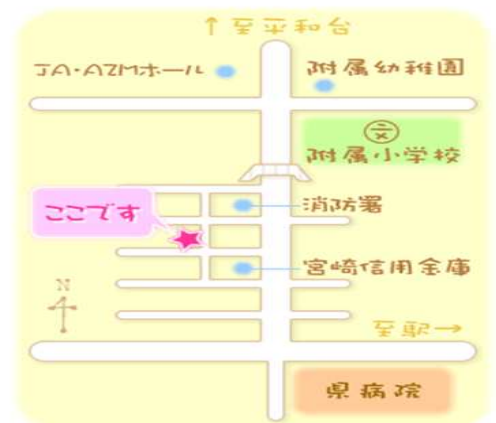 ↑至平和台
JA・AZMホール
附属幼稚園
文
附属小学校
消防署
ここです
宮崎信用金庫
N
至駅→
県病院